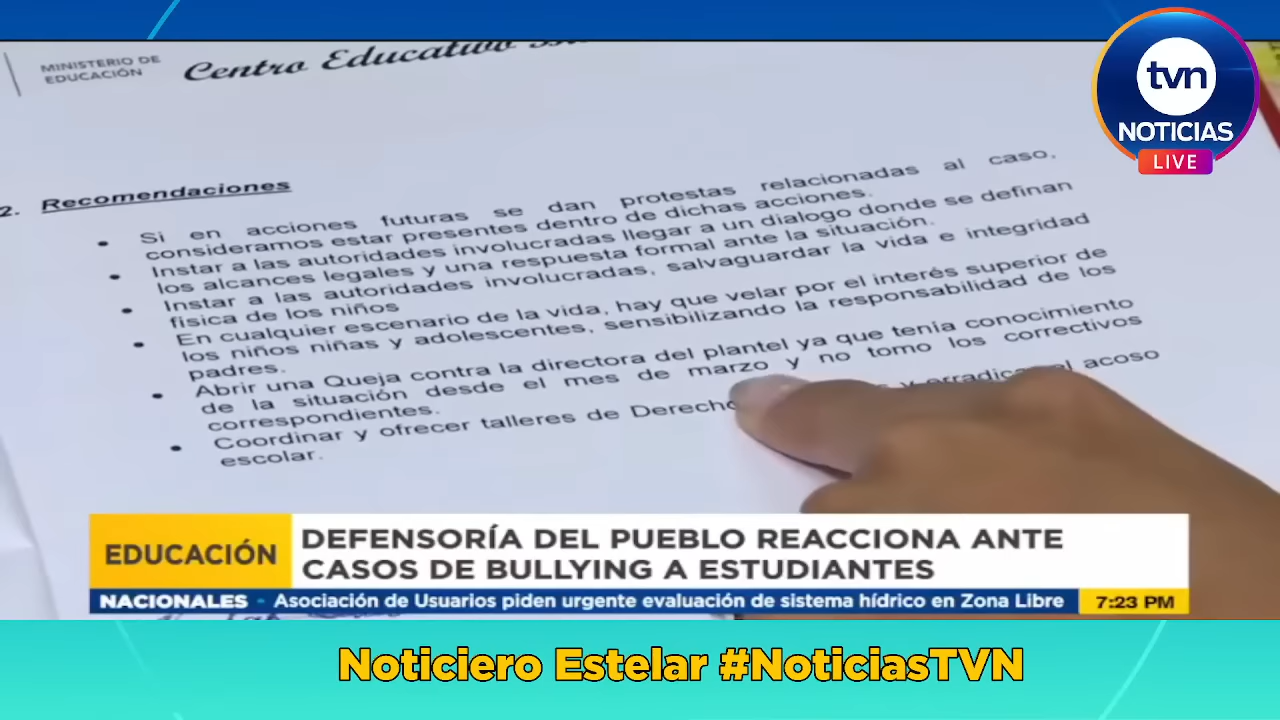 MINISTERIO DE
EDUCACIÓN
Centro Educativo
tvn
NOTICIAS
LIVE
2. Recomendaciones
• Si en acciones futuras se dan protestas relacionadas al caso,
consideramos estar presentes dentro de dichas acciones.
• Instar a las autoridades involucradas llegar a un dialogo donde se definan
los alcances legales y una respuesta formal ante la situación.
• Instar a las autoridades involucradas, salvaguardar la vida e integridad
física de los niños
• En cualquier escenario de la vida, hay que velar por el interés superior de
los niños niñas y adolescentes, sensibilizando la responsabilidad de los
padres.
• Abrir una Queja contra la directora del plantel ya que tenía conocimiento
de la situación desde el mes de marzo y no tomo los correctivos
correspondientes.
• Coordinar y ofrecer talleres de y acoso
escolar.
EDUCACIÓN
DEFENSORÍA DEL PUEBLO REACCIONA ANTE
CASOS DE BULLYING A ESTUDIANTES
NACIONALES - Asociación de Usuarios piden urgente evaluación de sistema hídrico en Zona Libre
7:23 PM
Noticiero Estelar #NoticiasTVN